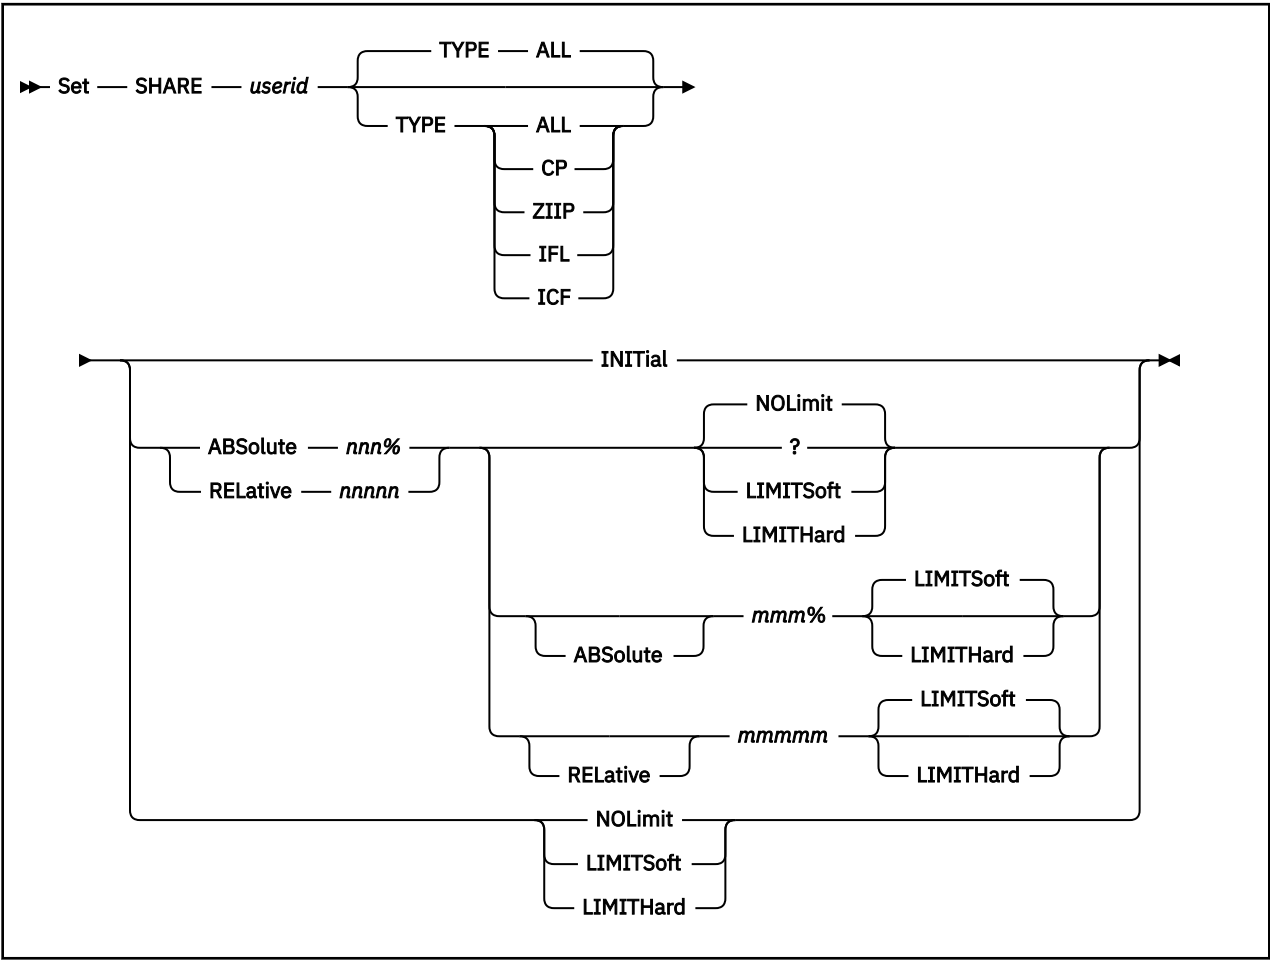 TYPE ALL
Set SHARE userid
TYPE ALL
CP
ZIIP
IFL
ICF
INITial
NOLimit
ABSolute nnn% ?
RELative nnnnn LIMITSoft
LIMITHard
LIMITSoft
mmm%
ABSolute LIMITHard
LIMITSoft
mmmmm
RELative LIMITHard
NOLimit
LIMITSoft
LIMITHard